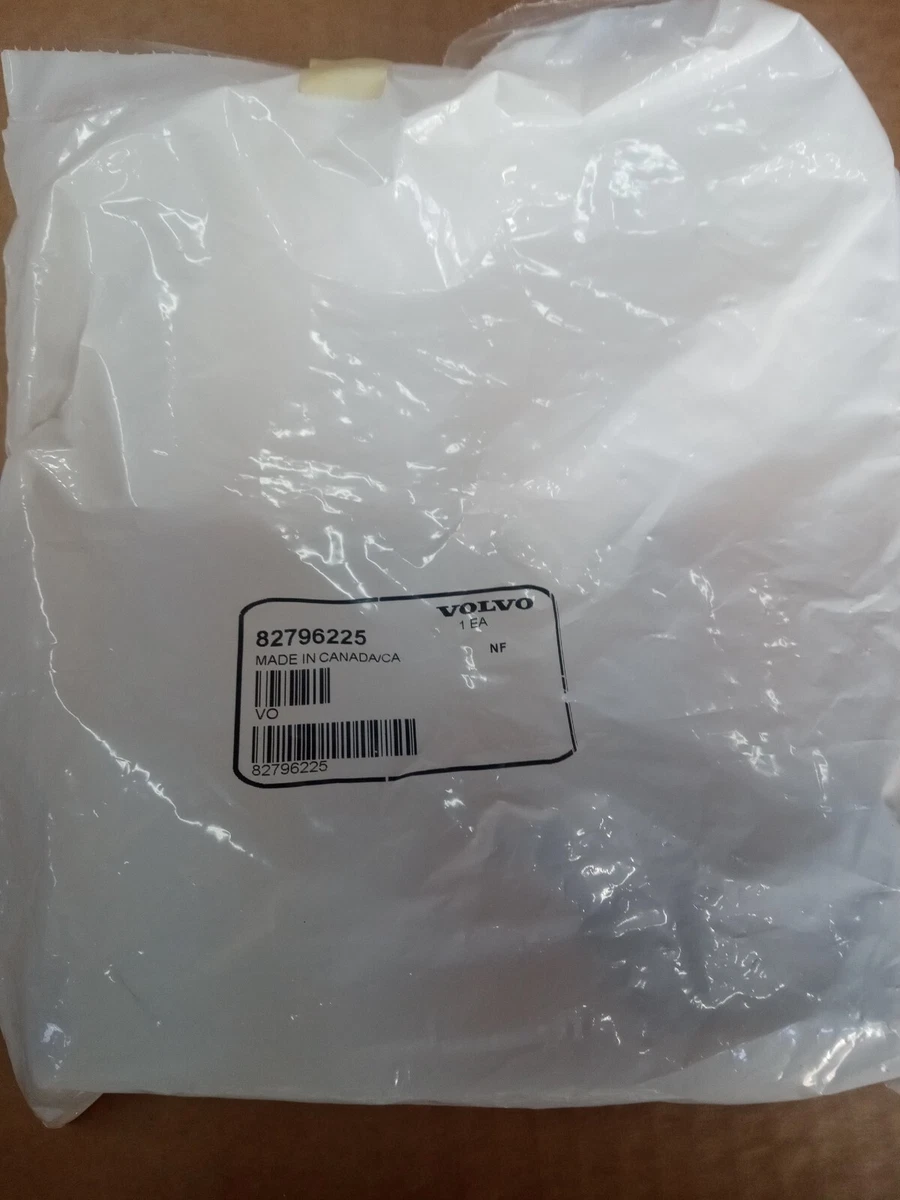 VOLVO
82796225
1 EA
MADE IN CANADA/CA
NF
VO
82796225